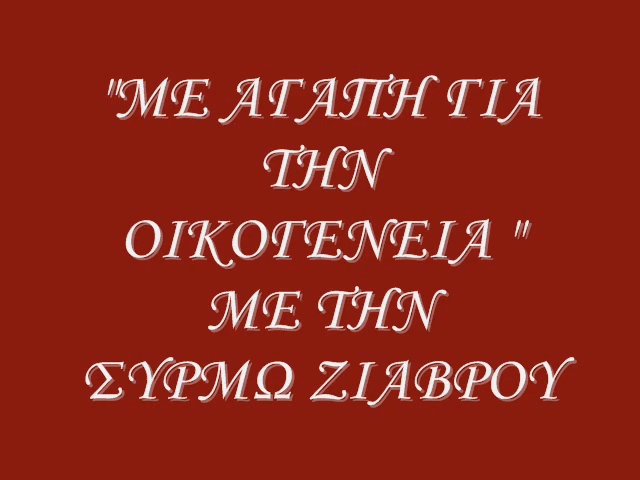 "ΜΕ ΑΓΑΠΗ ΓΙΑ
ΤΗΝ
ΟΙΚΟΓΕΝΕΙΑ "
ΜΕ ΤΗΝ
ΣΥΡΜΩ ΖΙΑΒΡΟΥ